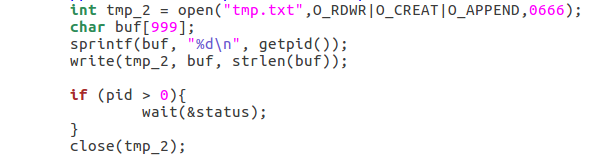 int tmp_2 = open("tmp.txt",O_RDWR|O_CREAT|O_APPEND,0666);
char buf[999];
sprintf(buf, "%d\n", getpid());
write(tmp_2, buf, strlen(buf));
if (pid > 0){
wait(&status);
}
close(tmp_2);